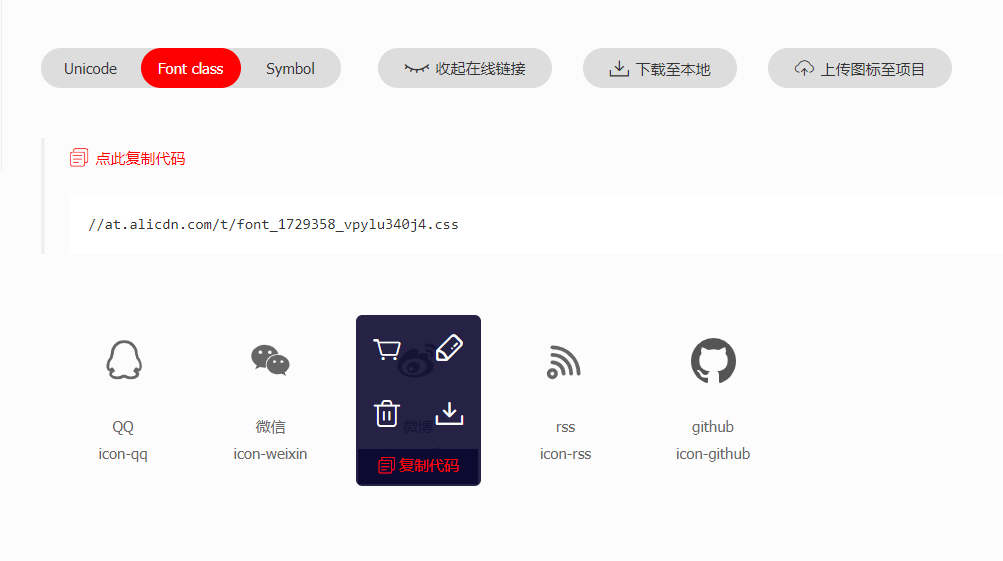 Unicode
Font class
Symbol
收起在线链接
下载至本地
上传图标至项目
点此复制代码
//at.alicdn.com/t/font_1729358_vpylu340j4.css
QQ
微信
微博
rss
github
icon-qq
icon-weixin
icon-rss
icon-github
复制代码